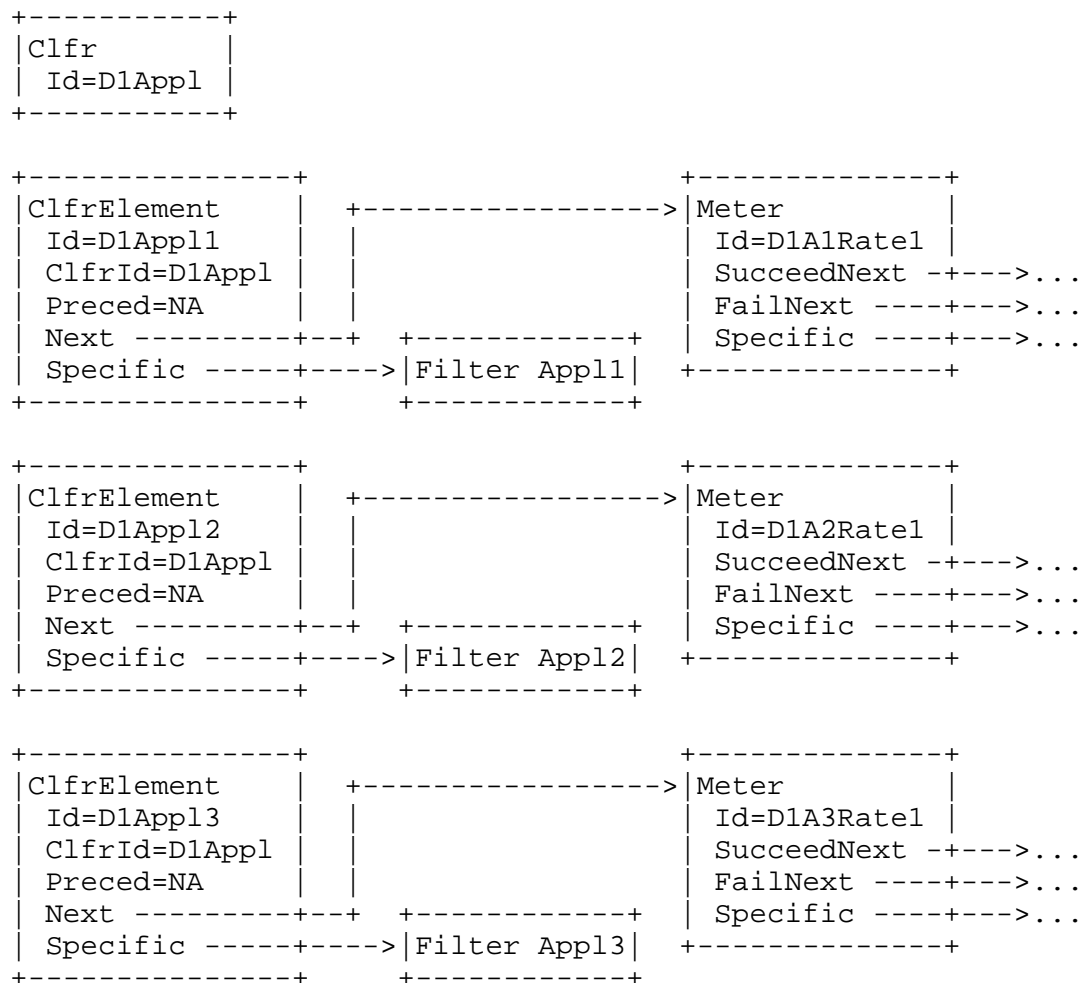 +-----------+
|Clfr       |
| Id=D1Appl |
+-----------+

+---------------+                     +--------------+
|ClfrElement    |  +----------------->|Meter         |
| Id=D1Appl1    |  |                  | Id=D1A1Rate1 |
| ClfrId=D1Appl |  |                  | SucceedNext -+--->...
| Preced=NA     |  |                  | FailNext ----+--->...
| Next ---------+--+  +------------+  | Specific ----+--->...
| Specific -----+---->|Filter Appl1|  +--------------+
+---------------+     +------------+

+---------------+                     +--------------+
|ClfrElement    |  +----------------->|Meter         |
| Id=D1Appl2    |  |                  | Id=D1A2Rate1 |
| ClfrId=D1Appl |  |                  | SucceedNext -+--->...
| Preced=NA     |  |                  | FailNext ----+--->...
| Next ---------+--+  +------------+  | Specific ----+--->...
| Specific -----+---->|Filter Appl2|  +--------------+
+---------------+     +------------+

+---------------+                     +--------------+
|ClfrElement    |  +----------------->|Meter         |
| Id=D1Appl3    |  |                  | Id=D1A3Rate1 |
| ClfrId=D1Appl |  |                  | SucceedNext -+--->...
| Preced=NA     |  |                  | FailNext ----+--->...
| Next ---------+--+  +------------+  | Specific ----+--->...
| Specific -----+---->|Filter Appl3|  +--------------+
+---------------+     +------------+